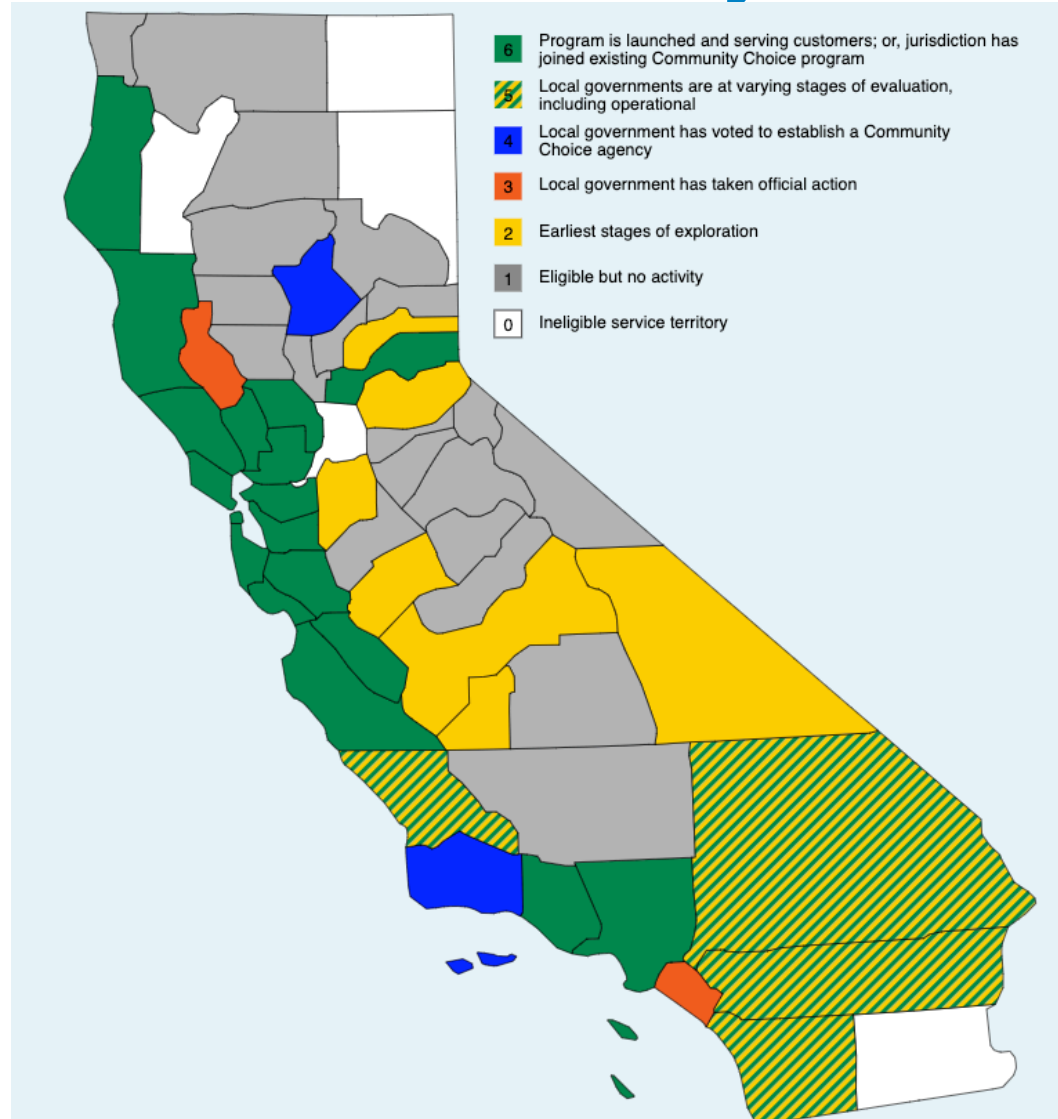 6 Program is launched and serving customers; or, jurisdiction has
joined existing Community Choice program
5 Local governments are at varying stages of evaluation,
including operational
4 Local government has voted to establish a Community
Choice agency
3 Local government has taken official action
2 Earliest stages of exploration
1 Eligible but no activity
0 Ineligible service territory